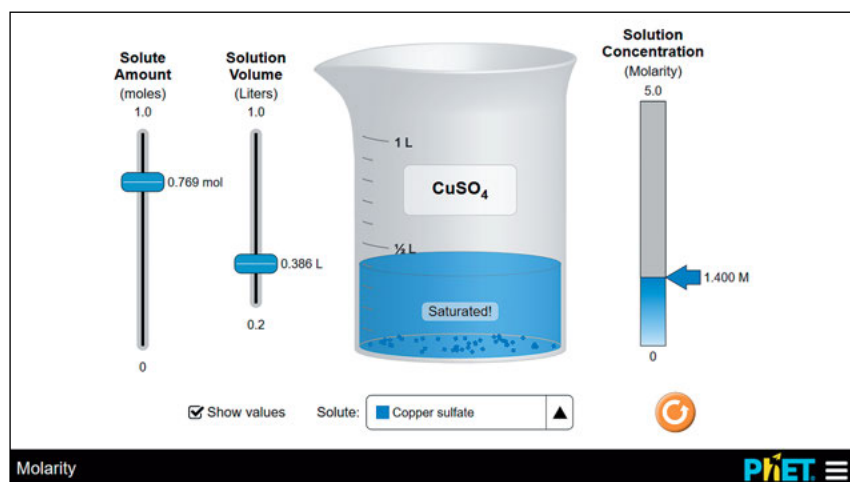 Solute
Amount
(moles)
1.0
0.769 mol
0
Solution
Volume
(Liters)
1.0
0.386 L
0.2
1 L
CuSO₄
½ L
Saturated!
Solution
Concentration
(Molarity)
5.0
1.400 M
0
Show values
Solute:
Copper sulfate
Molarity
PhET